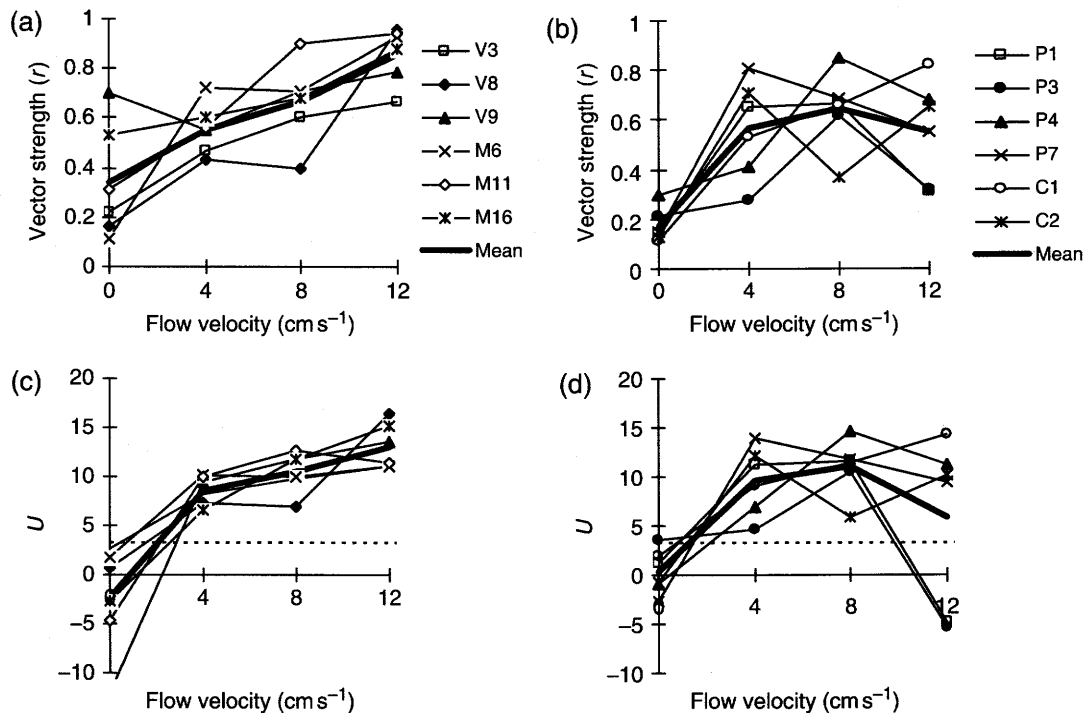 (a)
Vector strength (r)
1
0.8
0.6
0.4
0.2
0
0 4 8 12
Flow velocity (cm s⁻¹)
V3
V8
V9
M6
M11
M16
Mean
(b)
Vector strength (r)
1
0.8
0.6
0.4
0.2
0
0 4 8 12
Flow velocity (cm s⁻¹)
P1
P3
P4
P7
C1
C2
Mean
(c)
U
20
15
10
5
0
−5
−10
4 8 12
Flow velocity (cm s⁻¹)
(d)
U
20
15
10
5
0
−5
−10
4 8 12
Flow velocity (cm s⁻¹)